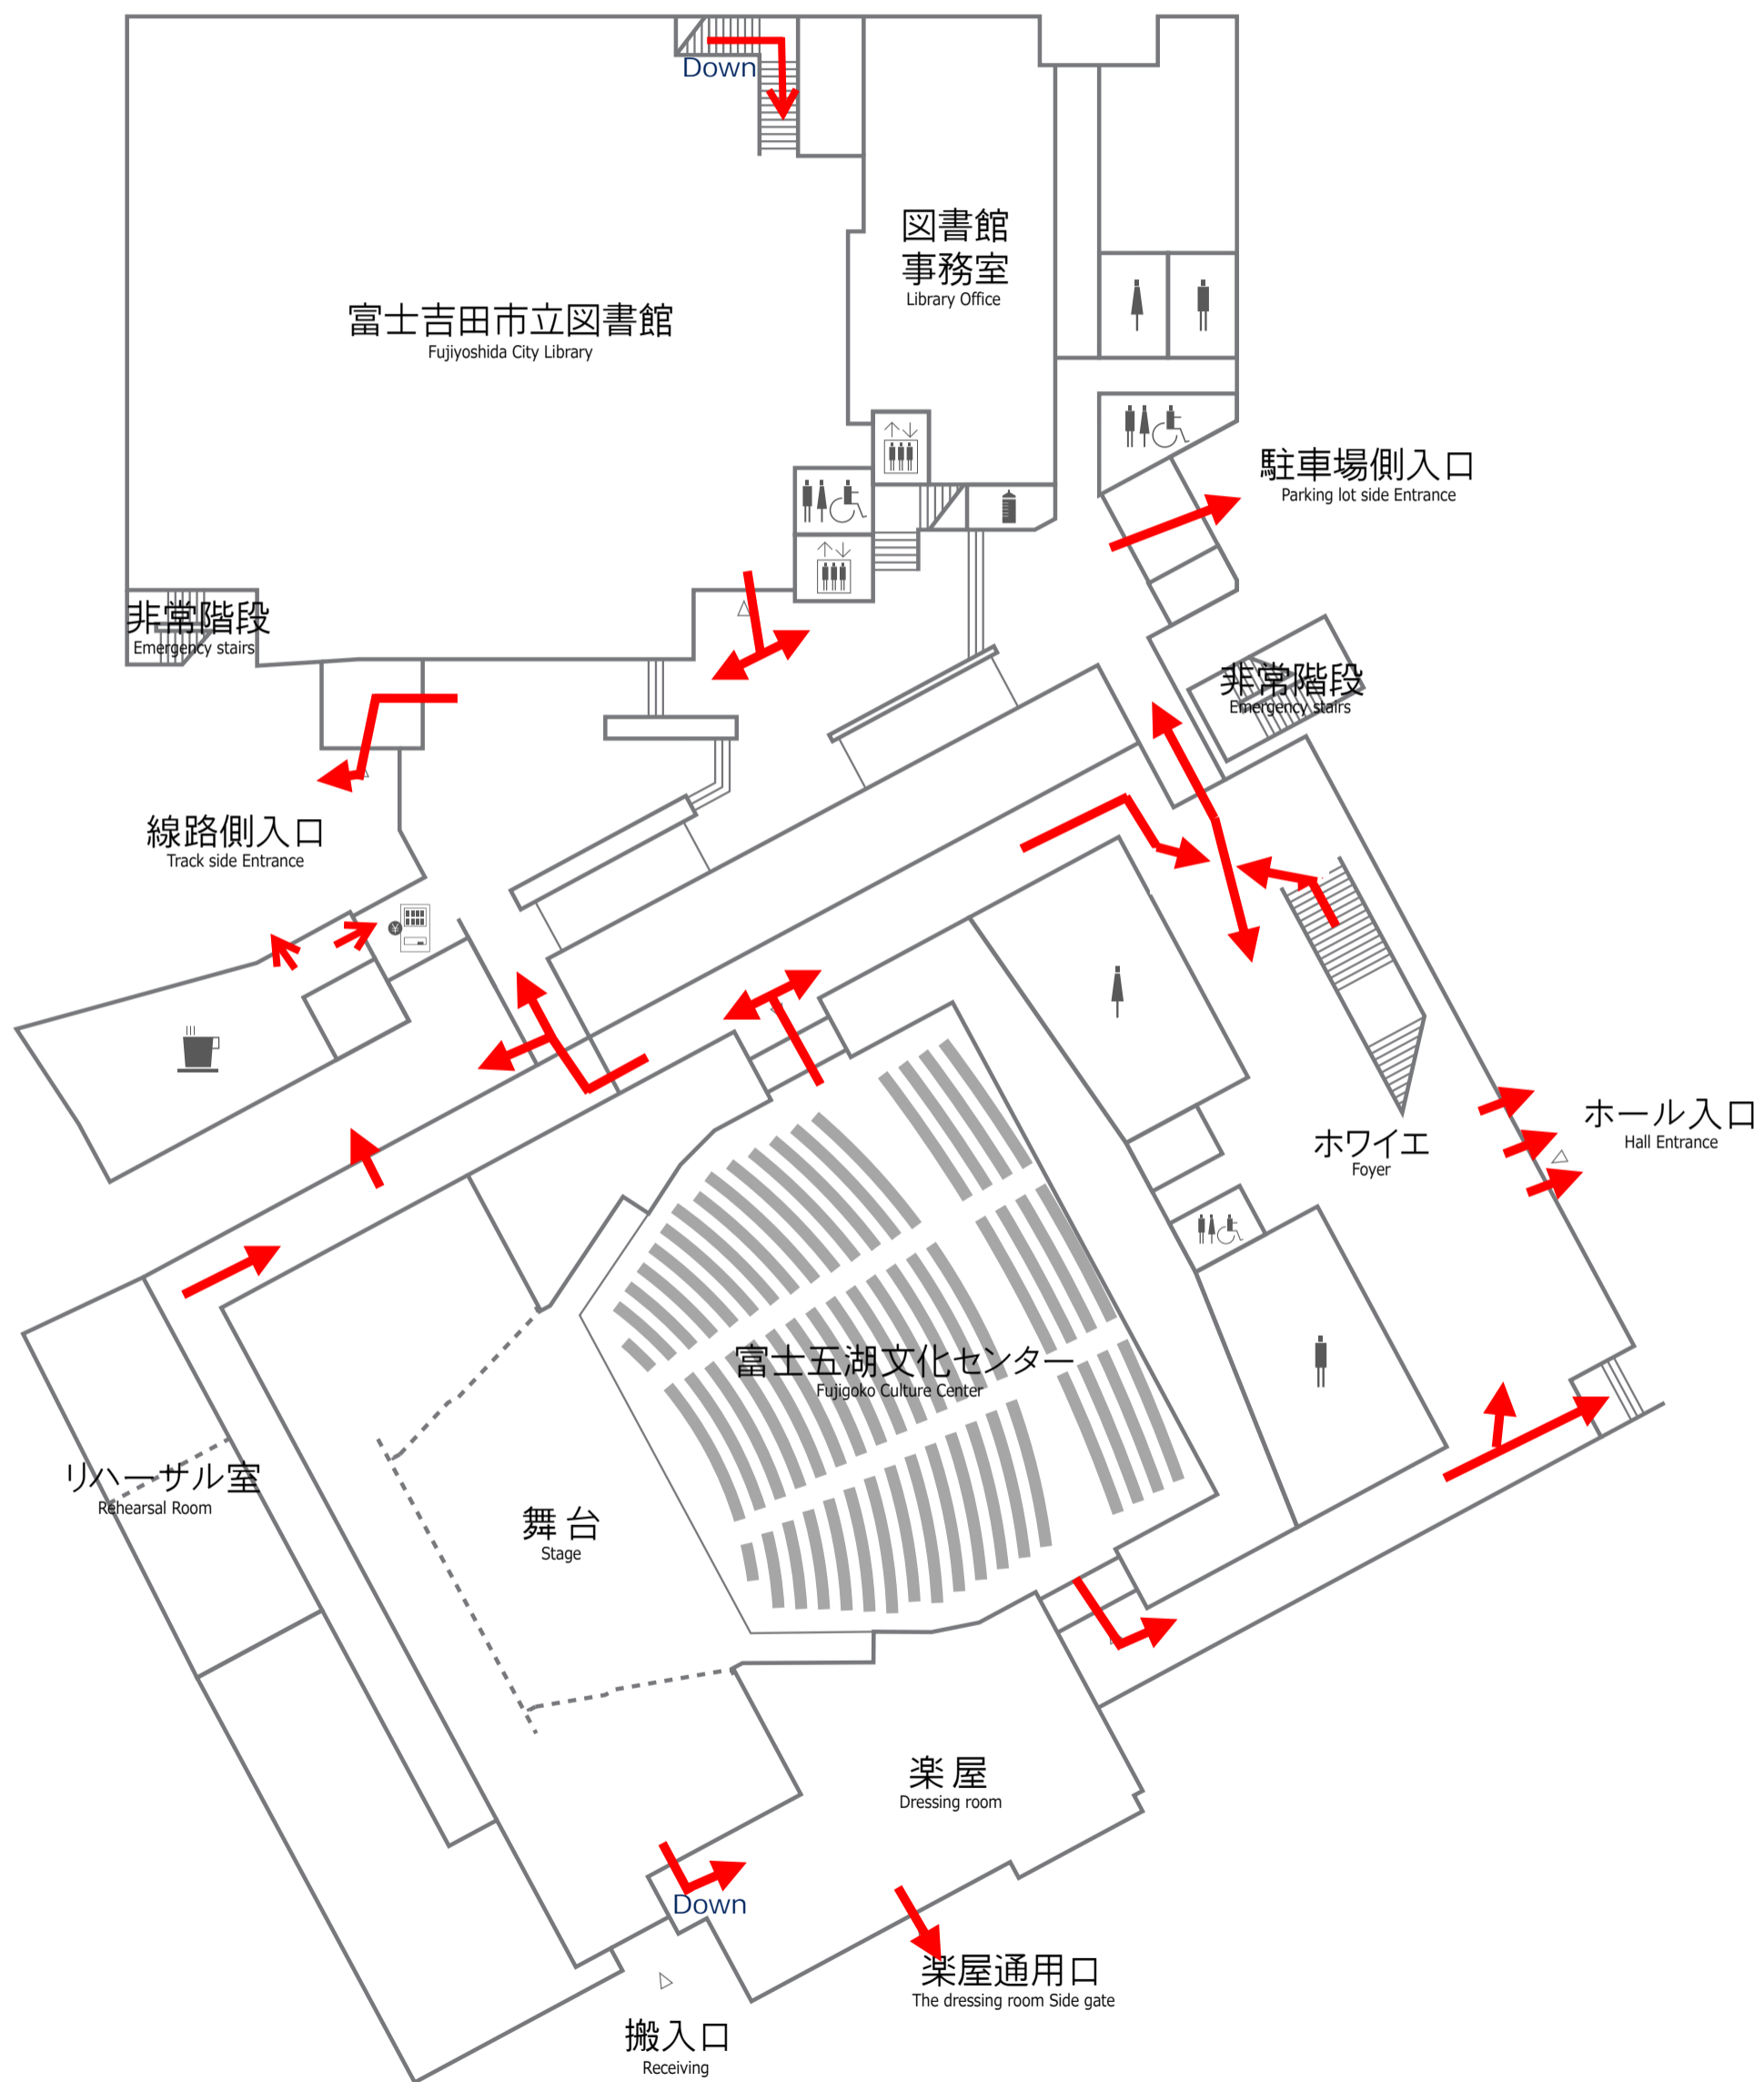 Down
図書館
事務室
Library Office
富士吉田市立図書館
Fujiyoshida City Library
駐車場側入口
Parking lot side Entrance
非常階段
Emergency stairs
非常階段
Emergency stairs
線路側入口
Track side Entrance
¥
ホール入口
Hall Entrance
ホワイエ
Foyer
富士五湖文化センター
Fujigoko Culture Center
リハーサル室
Rehearsal Room
舞台
Stage
楽屋
Dressing room
Down
楽屋通用口
The dressing room Side gate
搬入口
Receiving